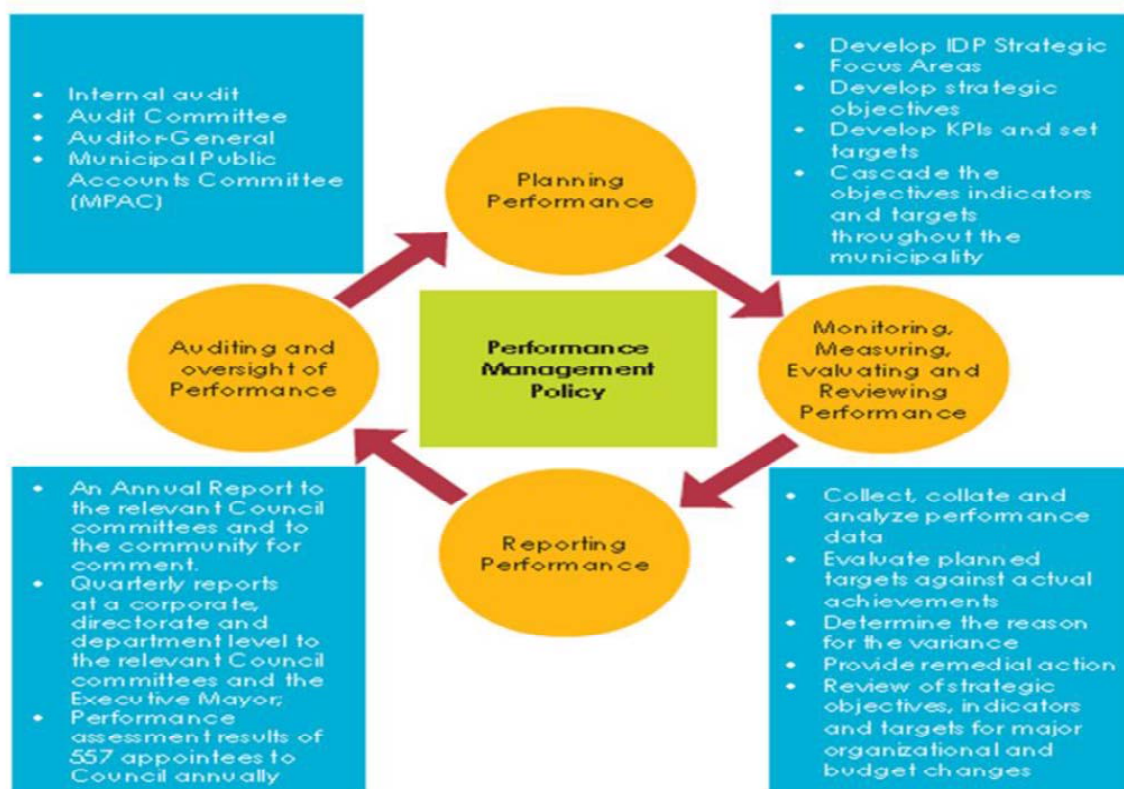 • Internal audit
• Audit Committee
• Auditor-General
• Municipal Public
Accounts Committee
(MPAC)
Planning
Performance
• Develop IDP Strategic
Focus Areas
• Develop strategic
objectives
• Develop KPIs and set
targets
• Cascade the
objectives indicators
and targets
throughout the
municipality
Auditing and
oversight of
Performance
Performance
Management
Policy
Monitoring,
Measuring,
Evaluating and
Reviewing
Performance
• An Annual Report to
the relevant Council
committees and to
the community for
comment.
• Quarterly reports
at a corporate,
directorate and
department level to
the relevant Council
committees and the
Executive Mayor;
• Performance
assessment results of
S57 appointees to
Council annually
Reporting
Performance
• Collect, collate and
analyze performance
data
• Evaluate planned
targets against actual
achievements
• Determine the reason
for the variance
• Provide remedial action
• Review of strategic
objectives, indicators
and targets for major
organizational and
budget changes